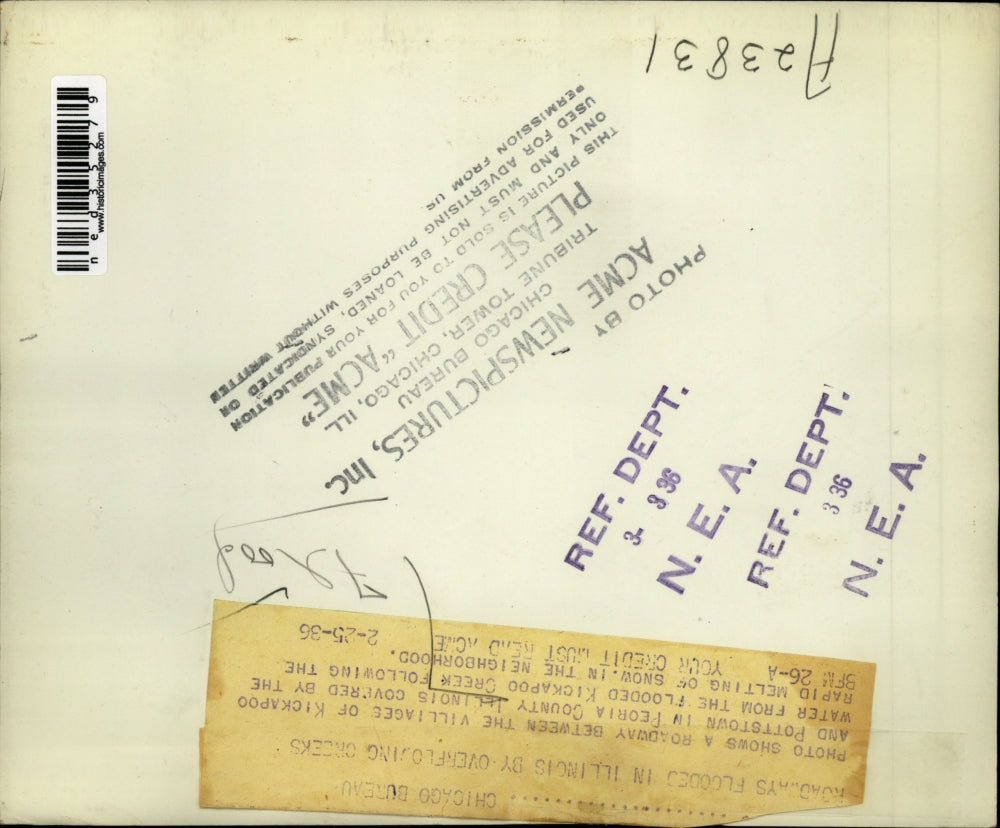 A23831
ned35279
www.historicimages.com
PHOTO BY
ACME NEWSPICTURES, Inc.
CHICAGO BUREAU
TRIBUNE TOWER, CHICAGO, ILL.
PLEASE CREDIT "ACME"
THIS PICTURE IS SOLD TO YOU FOR YOUR PUBLICATION
ONLY AND MUST NOT BE LOANED, SYNDICATED OR
USED FOR ADVERTISING PURPOSES WITHOUT WRITTEN
PERMISSION FROM US.
REF. DEPT.
3 3 36
N. E. A.
REF. DEPT.
3 36
N. E. A.
Flood
CHICAGO BUREAU
ROADWAYS FLOODED IN ILLINOIS BY OVERFLOWING CREEKS
PHOTO SHOWS A ROADWAY BETWEEN THE VILLIAGES OF KICKAPOO
AND POTTSTOWN IN PEORIA COUNTY ILLINOIS COVERED BY THE
WATER FROM THE FLOODED KICKAPOO CREEK FOLLOWING THE
RAPID MELTING OF SNOW.IN THE NEIGHBORHOOD.
BFM 26-A YOUR CREDIT MUST READ ACME. 2-25-36